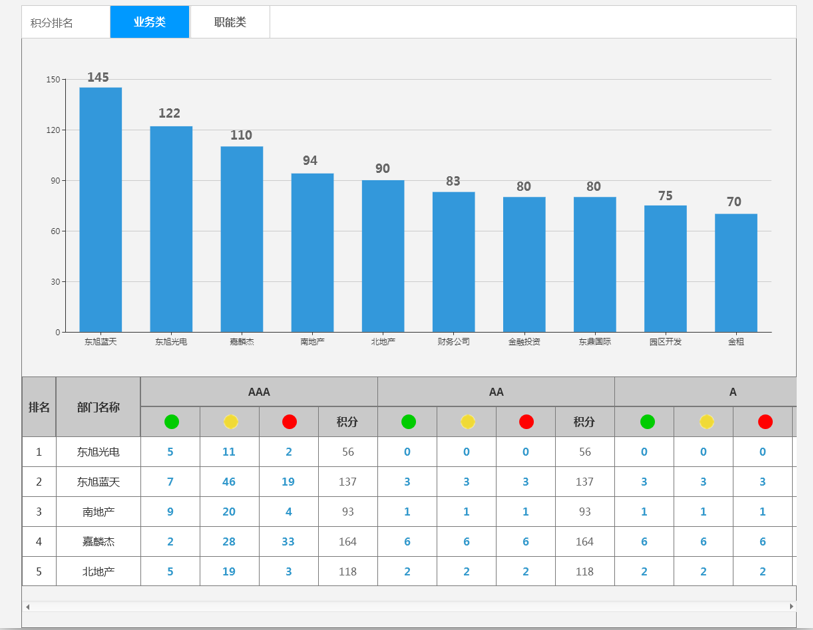 积分排名 业务类 职能类
145
122
110
94
90
83
80
80
75
70
150
120
90
60
30
0
东旭蓝天 东旭光电 嘉麟杰 南地产 北地产 财务公司 金融投资 东鼎国际 园区开发 金租
排名 部门名称 AAA AA A
积分 积分
1 东旭光电 5 11 2 56 0 0 0 56 0 0 0
2 东旭蓝天 7 46 19 137 3 3 3 137 3 3 3
3 南地产 9 20 4 93 1 1 1 93 1 1 1
4 嘉麟杰 2 28 33 164 6 6 6 164 6 6 6
5 北地产 5 19 3 118 2 2 2 118 2 2 2